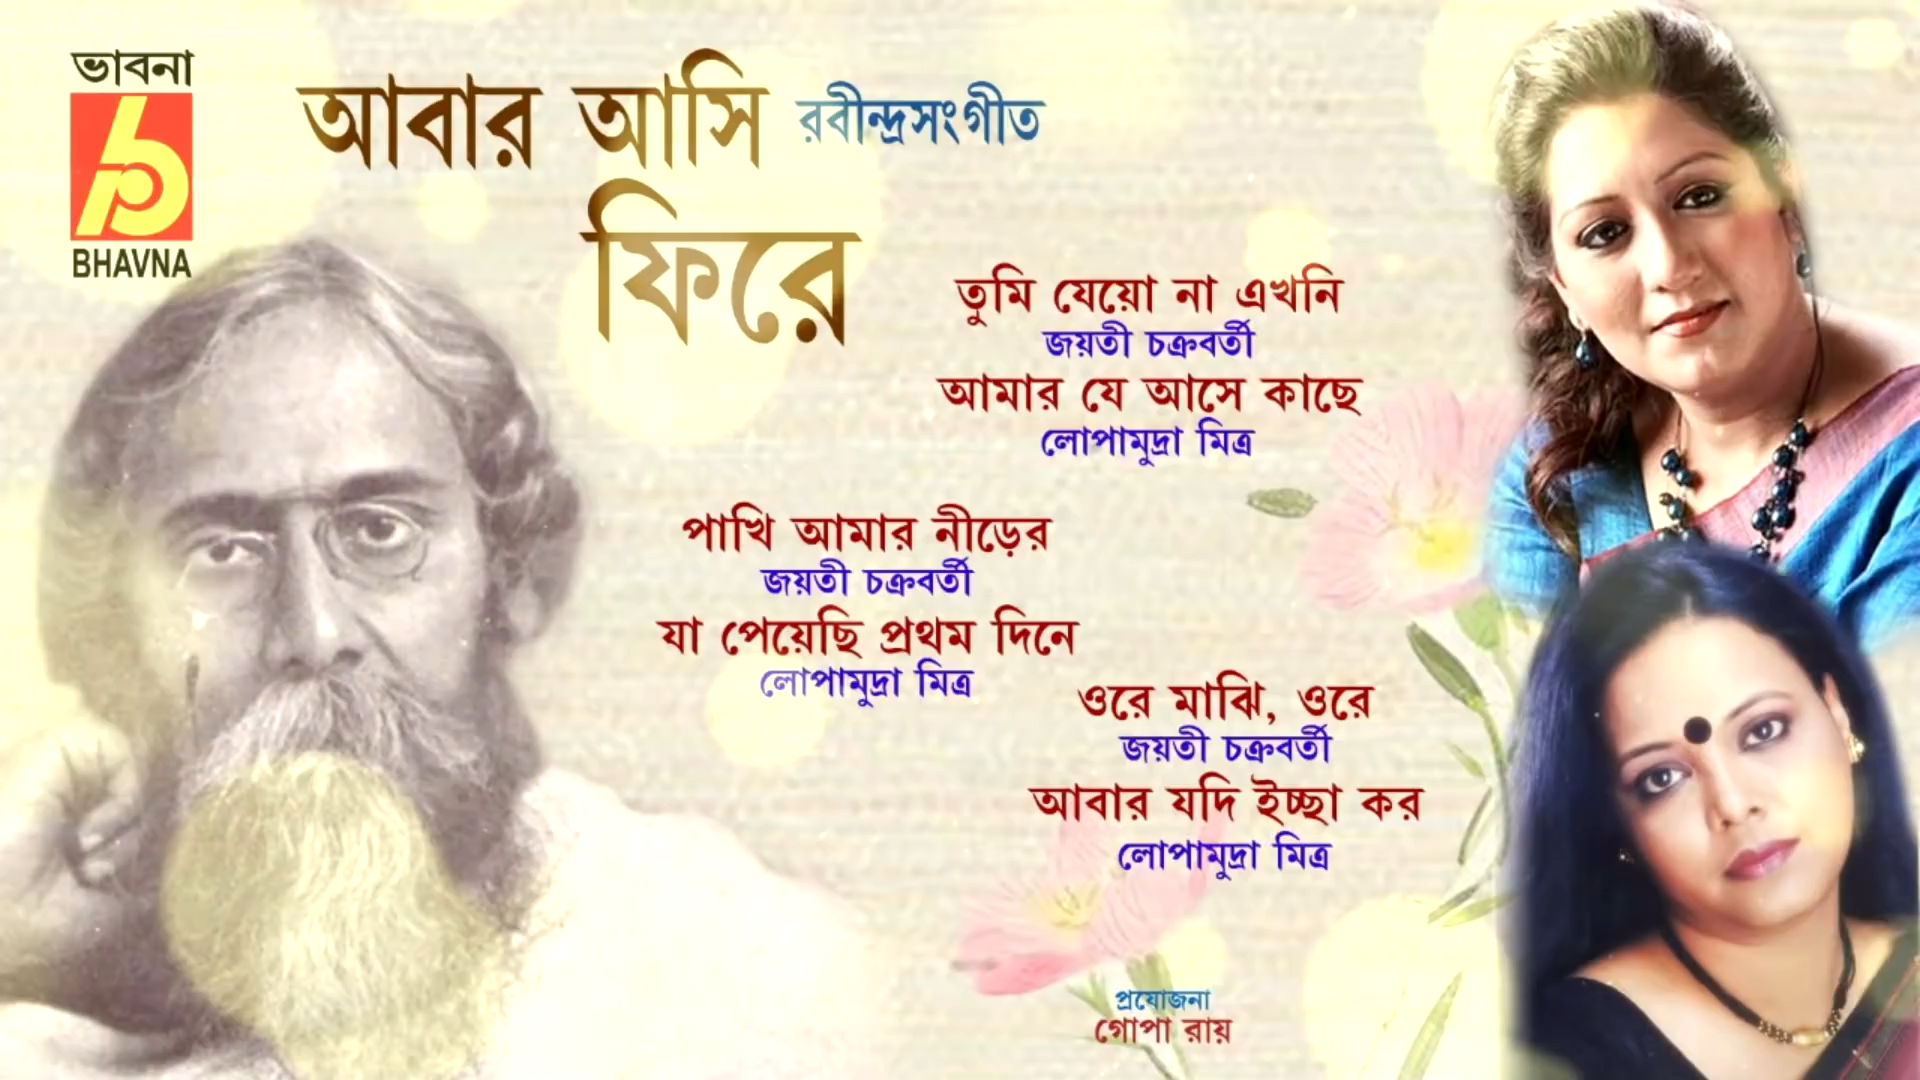 ভাবনা
BHAVNA
আবার আসি
ফিরে
রবীন্দ্রসংগীত
তুমি যেয়ো না এখনি
জয়তী চক্রবর্তী
আমার যে আসে কাছে
লোপামুদ্রা মিত্র
পাখি আমার নীড়ের
জয়তী চক্রবর্তী
যা পেয়েছি প্রথম দিনে
লোপামুদ্রা মিত্র
ওরে মাঝি, ওরে
জয়তী চক্রবর্তী
আবার যদি ইচ্ছা কর
লোপামুদ্রা মিত্র
প্রযোজনা
গোপা রায়